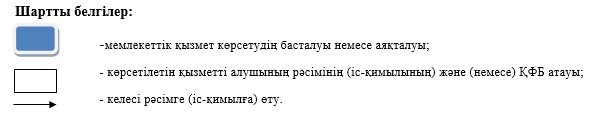 Шартты белгілер:
-мемлекеттік қызмет көрсетудің басталуы немесе аяқталуы;
- көрсетілетін қызметті алушының рәсімінің (іс-қимылының) және (немесе) ҚФБ атауы;
- келесі рәсімге (іс-қимылға) өту.